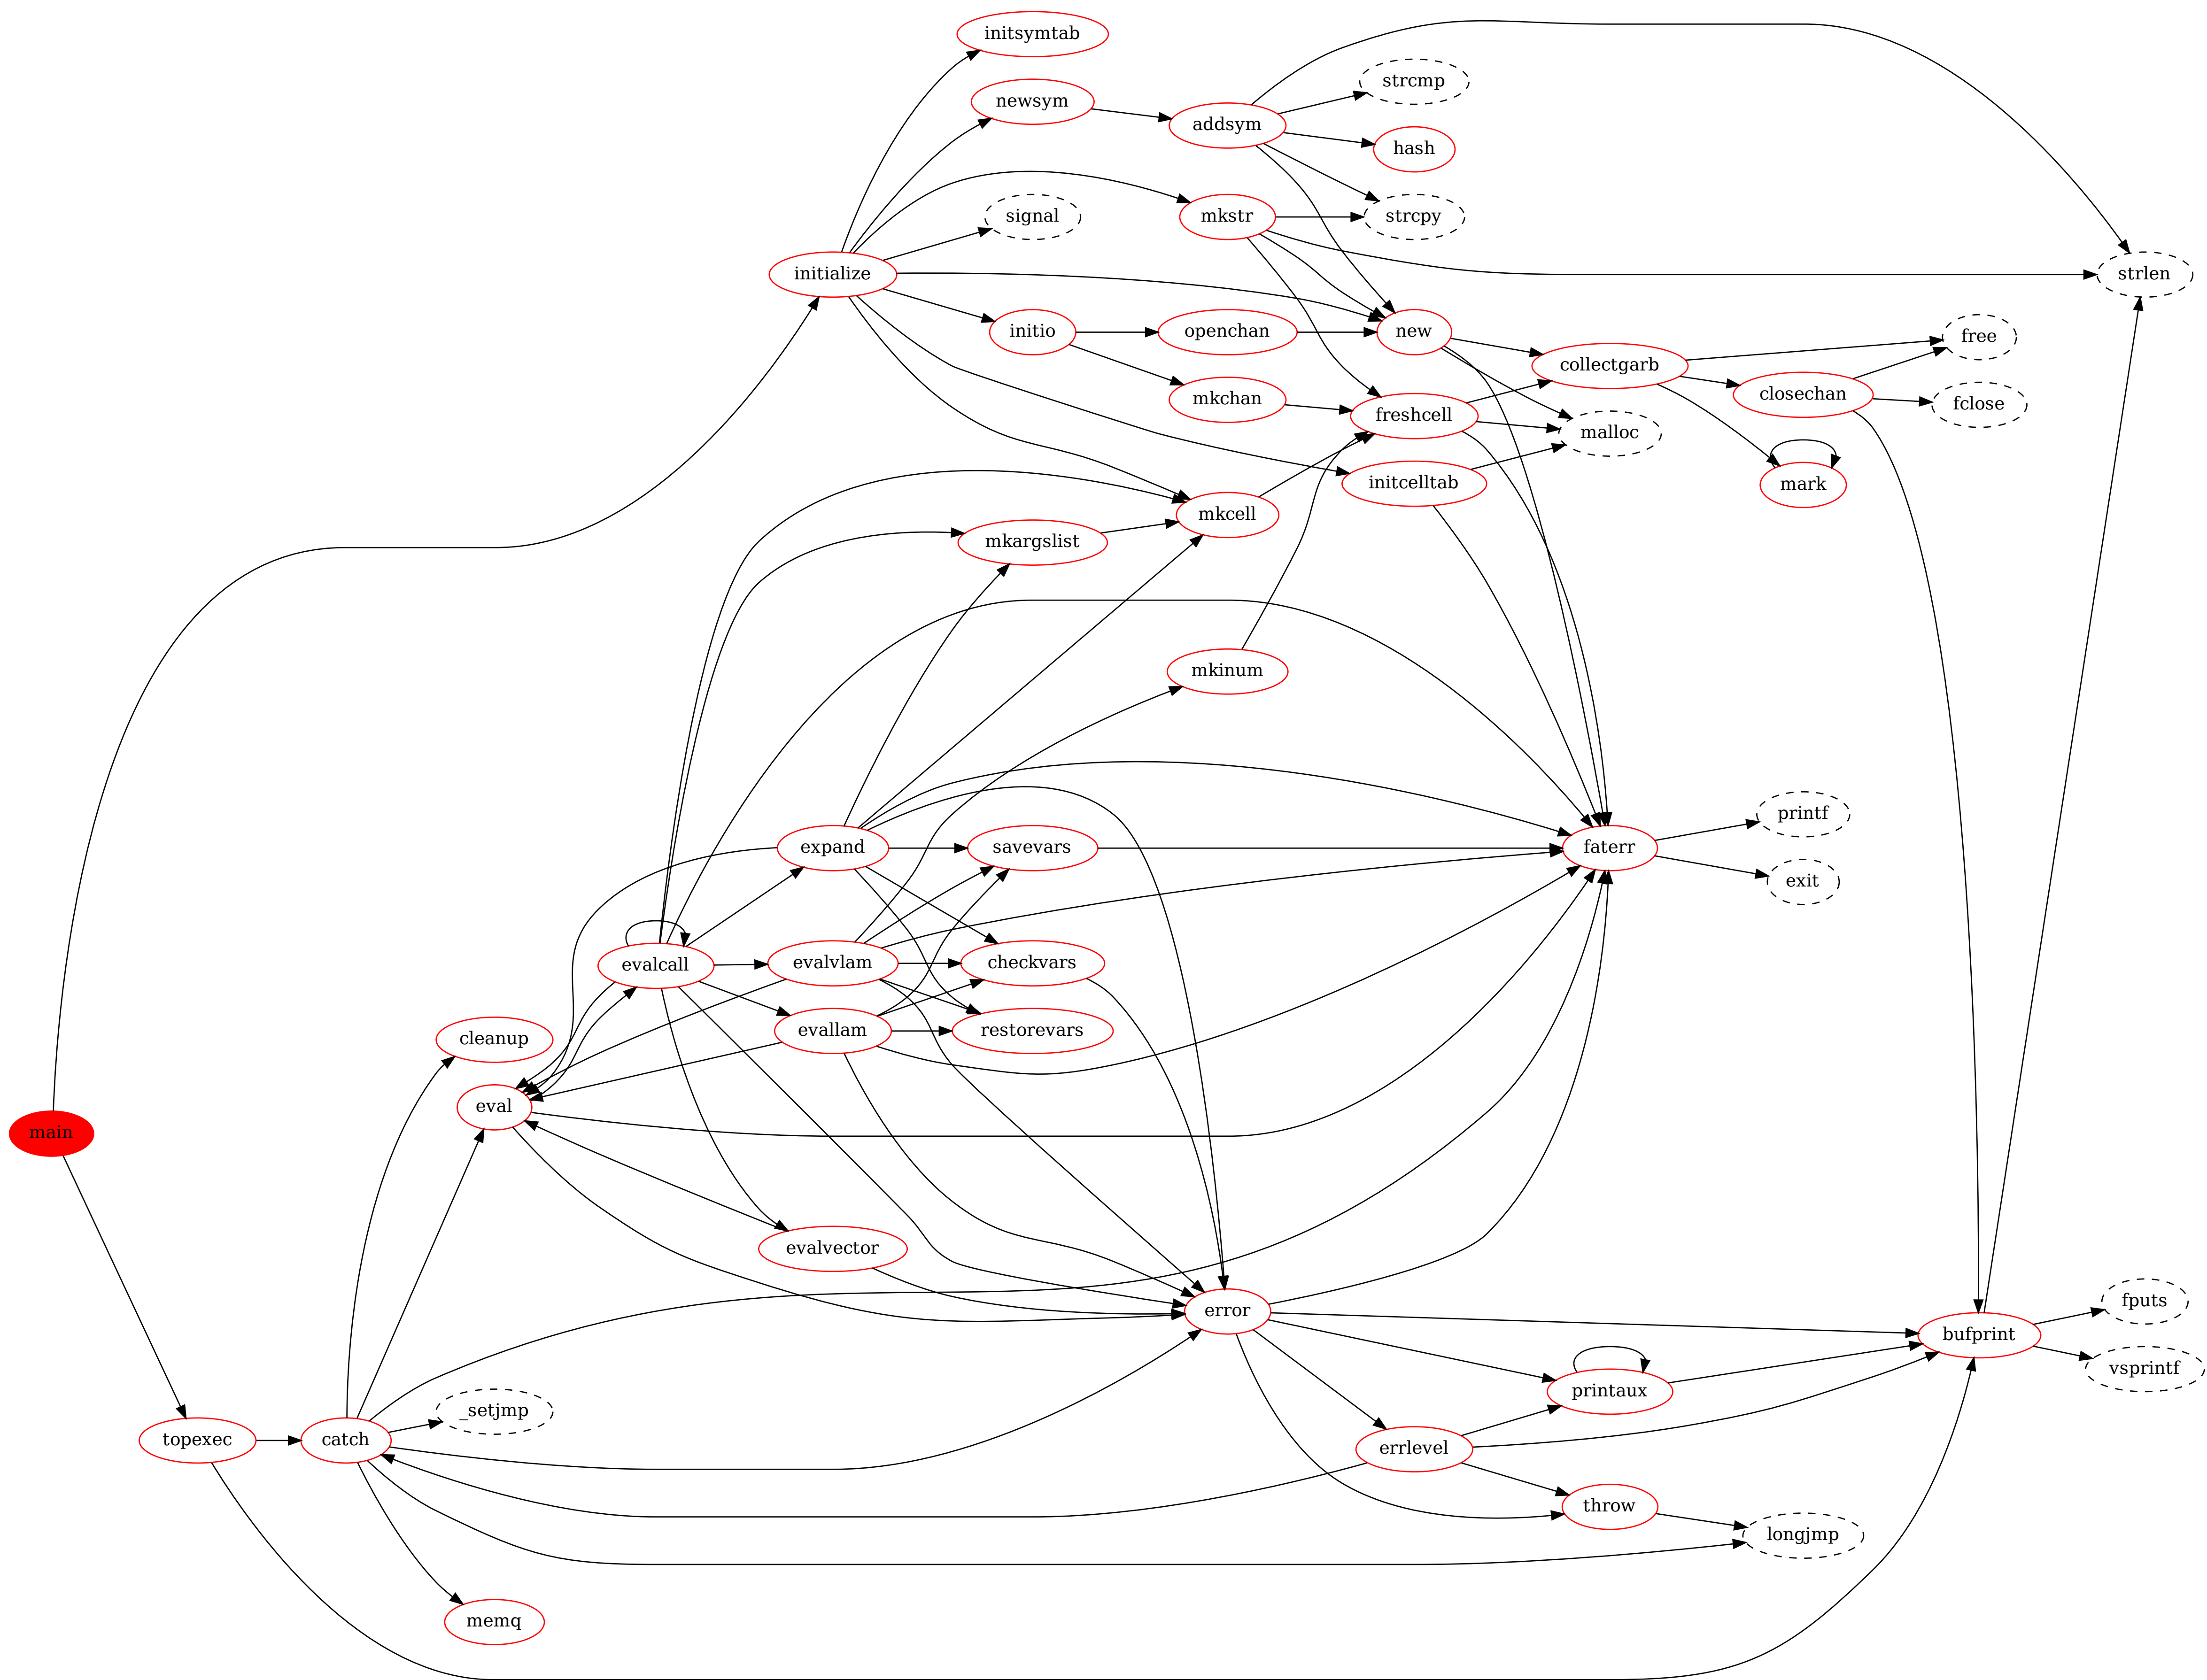 initsymtab
strcmp
newsym
addsym
hash
signal
mkstr
strcpy
initialize
strlen
initio
openchan
new
free
collectgarb
closechan
mkchan
fclose
freshcell
malloc
initcelltab
mark
mkcell
mkargslist
mkinum
printf
expand
savevars
faterr
exit
evalcall
evalvlam
checkvars
evallam
restorevars
cleanup
eval
main
evalvector
error
fputs
bufprint
vsprintf
printaux
_setjmp
topexec
catch
errlevel
throw
longjmp
memq